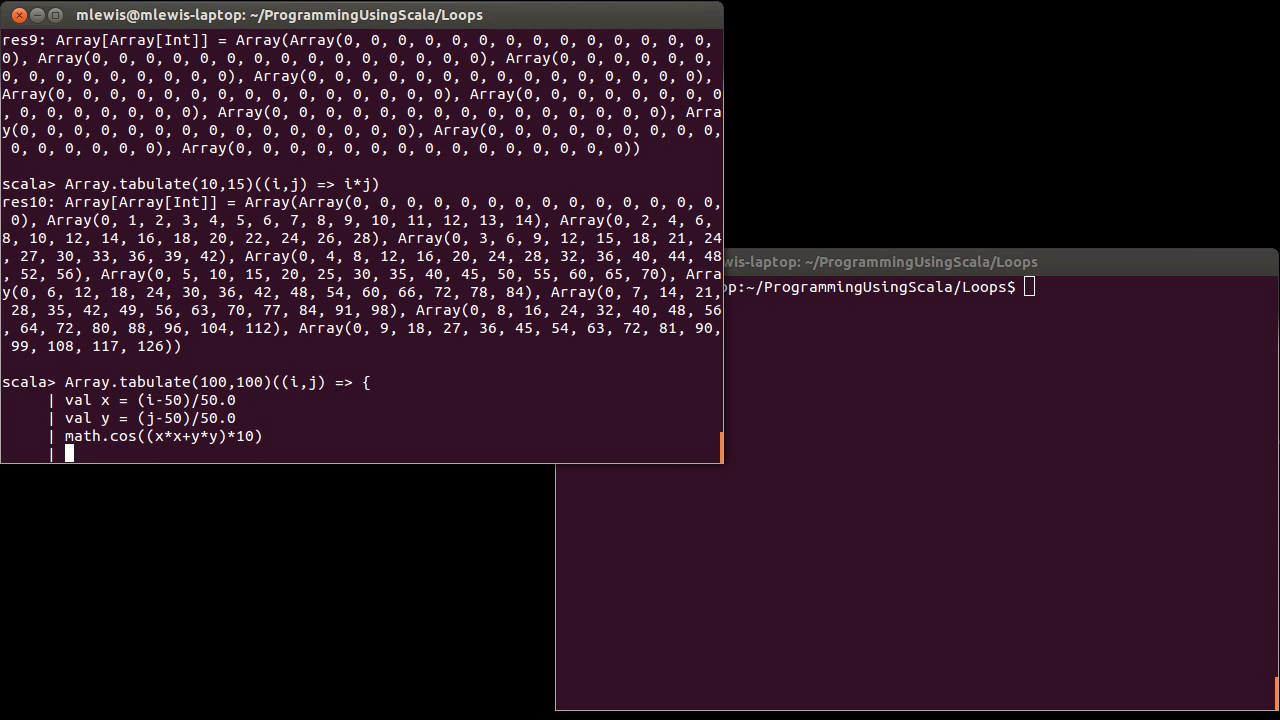 mlewis@mlewis-laptop: ~/ProgrammingUsingScala/Loops
res9: Array[Array[Int]] = Array(Array(0, 0, 0, 0, 0, 0, 0, 0, 0, 0, 0, 0, 0, 0,
0), Array(0, 0, 0, 0, 0, 0, 0, 0, 0, 0, 0, 0, 0, 0, 0), Array(0, 0, 0, 0, 0, 0,
0, 0, 0, 0, 0, 0, 0, 0, 0), Array(0, 0, 0, 0, 0, 0, 0, 0, 0, 0, 0, 0, 0, 0, 0),
Array(0, 0, 0, 0, 0, 0, 0, 0, 0, 0, 0, 0, 0, 0, 0), Array(0, 0, 0, 0, 0, 0, 0, 0
, 0, 0, 0, 0, 0, 0, 0), Array(0, 0, 0, 0, 0, 0, 0, 0, 0, 0, 0, 0, 0, 0, 0), Arra
y(0, 0, 0, 0, 0, 0, 0, 0, 0, 0, 0, 0, 0, 0, 0), Array(0, 0, 0, 0, 0, 0, 0, 0, 0,
 0, 0, 0, 0, 0, 0), Array(0, 0, 0, 0, 0, 0, 0, 0, 0, 0, 0, 0, 0, 0, 0))
scala> Array.tabulate(10,15)((i,j) => i*j)
res10: Array[Array[Int]] = Array(Array(0, 0, 0, 0, 0, 0, 0, 0, 0, 0, 0, 0, 0, 0,
 0), Array(0, 1, 2, 3, 4, 5, 6, 7, 8, 9, 10, 11, 12, 13, 14), Array(0, 2, 4, 6,
8, 10, 12, 14, 16, 18, 20, 22, 24, 26, 28), Array(0, 3, 6, 9, 12, 15, 18, 21, 24
, 27, 30, 33, 36, 39, 42), Array(0, 4, 8, 12, 16, 20, 24, 28, 32, 36, 40, 44, 48
, 52, 56), Array(0, 5, 10, 15, 20, 25, 30, 35, 40, 45, 50, 55, 60, 65, 70), Arra
y(0, 6, 12, 18, 24, 30, 36, 42, 48, 54, 60, 66, 72, 78, 84), Array(0, 7, 14, 21,
 28, 35, 42, 49, 56, 63, 70, 77, 84, 91, 98), Array(0, 8, 16, 24, 32, 40, 48, 56
, 64, 72, 80, 88, 96, 104, 112), Array(0, 9, 18, 27, 36, 45, 54, 63, 72, 81, 90,
 99, 108, 117, 126))
scala> Array.tabulate(100,100)((i,j) => {
| val x = (i-50)/50.0
| val y = (j-50)/50.0
| math.cos((x*x+y*y)*10)
|
wis-laptop: ~/ProgrammingUsingScala/Loops
op:~/ProgrammingUsingScala/Loops$